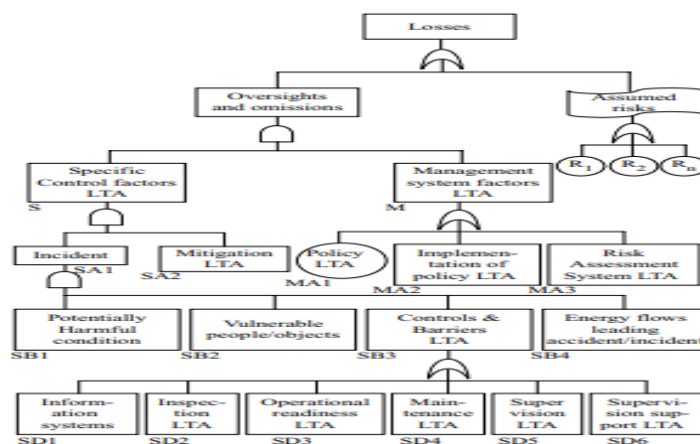 Losses
Oversights
and omissions
Assumed
risks
R1
R2
Rn
Specific
Control factors
LTA
S
Management
system factors
LTA
M
Incident
SA1
Mitigation
LTA
SA2
Policy
LTA
MA1
Implemen-
tation of
policy LTA
MA2
Risk
Assessment
System LTA
MA3
Potentially
Harmful
condition
SB1
Vulnerable
people/objects
SB2
Controls &
Barriers
LTA
SB3
Energy flows
leading
accident/incident
SB4
Inform-
ation
systems
SD1
Inspec-
tion
LTA
SD2
Operational
readiness
LTA
SD3
Main-
tenance
LTA
SD4
Super
vision
LTA
SD5
Supervi-
sion sup-
port LTA
SD6